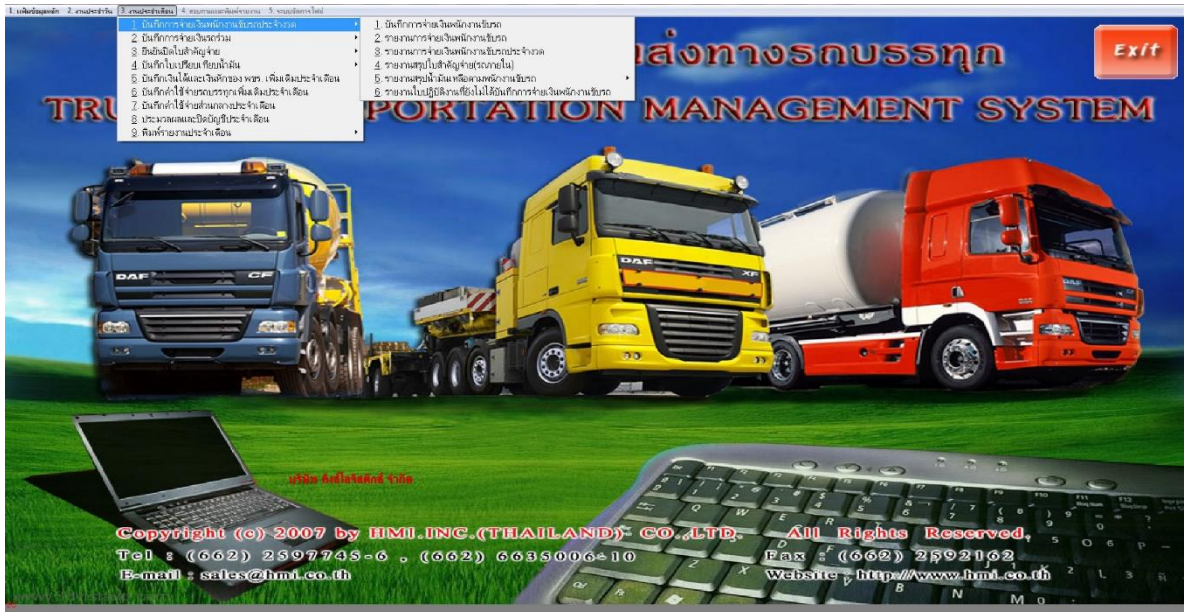 1. แฟ้มข้อมูลหลัก 2. งานประจำวัน 3. งานประจำเดือน 4. สอบถามและพิมพ์รายงาน 5. ระบบจัดการไฟล์
1. บันทึกการจ่ายเงินพนักงานขับรถประจำงวด
2. บันทึกการจ่ายเงินรถร่วม
3. ยืนยันปิดใบสำคัญจ่าย
4. บันทึกใบเปรียบเทียบน้ำมัน
5. บันทึกเงินได้และเงินหักของ พขร. เพิ่มเติมประจำเดือน
6. บันทึกค่าใช้จ่ายรถบรรทุกเพิ่มเติมประจำเดือน
7. บันทึกค่าใช้จ่ายส่วนกลางประจำเดือน
8. ประมวลผลและปิดบัญชีประจำเดือน
9. พิมพ์รายงานประจำเดือน
1. บันทึกการจ่ายเงินพนักงานขับรถ
2. รายงานการจ่ายเงินพนักงานขับรถ
3. รายงานการจ่ายเงินพนักงานขับรถประจำงวด
4. รายงานสรุปใบสำคัญจ่าย(รถภายใน)
5. รายงานสรุปน้ำมันเหลือตามพนักงานขับรถ
6. รายงานใบปฏิบัติงานที่ยังไม่ได้บันทึกการจ่ายเงินพนักงานขับรถ
ส่งทางรถบรรทุก
Exit
TR PORTATION MANAGEMENT SYSTEM
DAF CF
DAF XF
บริษัท คิงส์โลจิสติกส์ จำกัด
Copyright (c) 2007 by HMI.INC.(THAILAND) CO.,LTD. All Rights Reserved,
Tel : (662) 2597745-6 , (662) 6635006-10 Fax : (662) 2592162
E-mail : sales@hmi.co.th Website : http://www.hmi.co.th